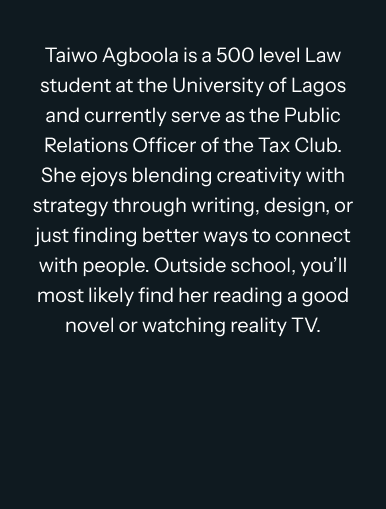 Taiwo Agboola is a 500 level Law
student at the University of Lagos
and currently serve as the Public
Relations Officer of the Tax Club.
She ejoys blending creativity with
strategy through writing, design, or
just finding better ways to connect
with people. Outside school, you’ll
most likely find her reading a good
novel or watching reality TV.